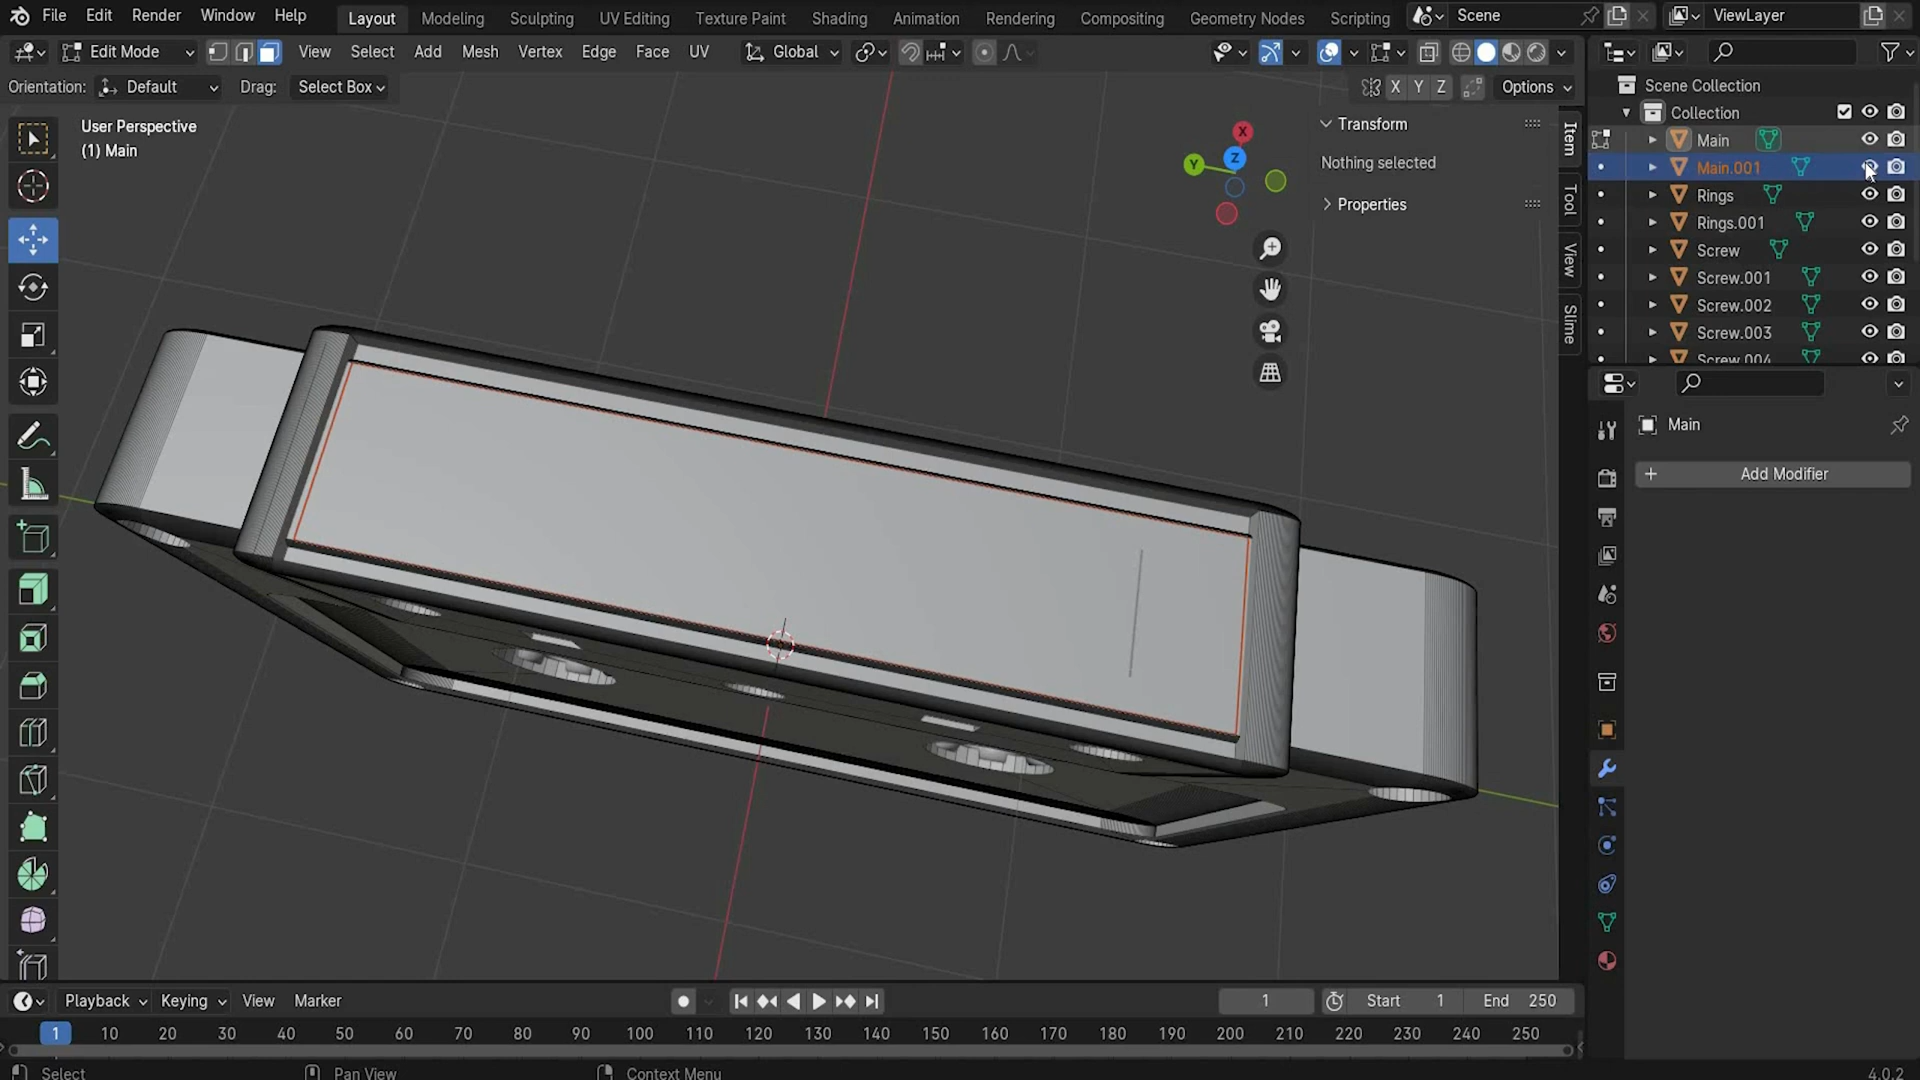 File Edit Render Window Help Layout Modeling Sculpting UV Editing Texture Paint Shading Animation Rendering Compositing Geometry Nodes Scripting Scene ViewLayer
Edit Mode View Select Add Mesh Vertex Edge Face UV Global
Orientation: Default Drag: Select Box X Y Z Options
Scene Collection
Collection
User Perspective
(1) Main
Transform
Nothing selected
Properties
X
Y
Z
Item
Tool
View
Slime
Main
Main.001
Rings
Rings.001
Screw
Screw.001
Screw.002
Screw.003
Screw.004
Main
+ Add Modifier
Playback Keying View Marker 1 Start 1 End 250
1 10 20 30 40 50 60 70 80 90 100 110 120 130 140 150 160 170 180 190 200 210 220 230 240 250
Select Pan View Context Menu 4.0.2